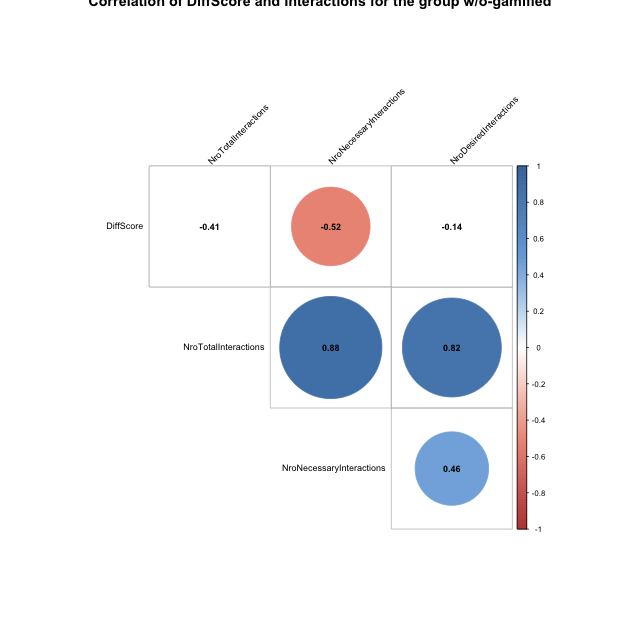 Correlation of DiffScore and Interactions for the group w/o-gamified
NroTotalInteractions
NroNecessaryInteractions
NroDesiredInteractions
DiffScore
-0.41
-0.52
-0.14
NroTotalInteractions
0.88
0.82
NroNecessaryInteractions
0.46
1
0.8
0.6
0.4
0.2
0
-0.2
-0.4
-0.6
-0.8
-1